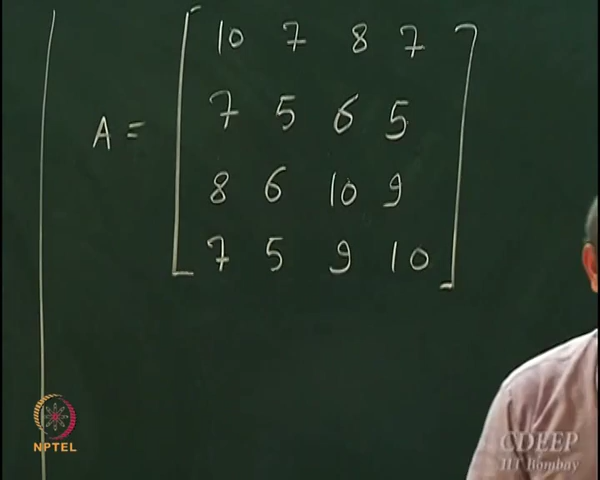 10 7 8 7
A = 7 5 6 5
8 6 10 9
7 5 9 10
NPTEL
CDEEP
IIT Bombay